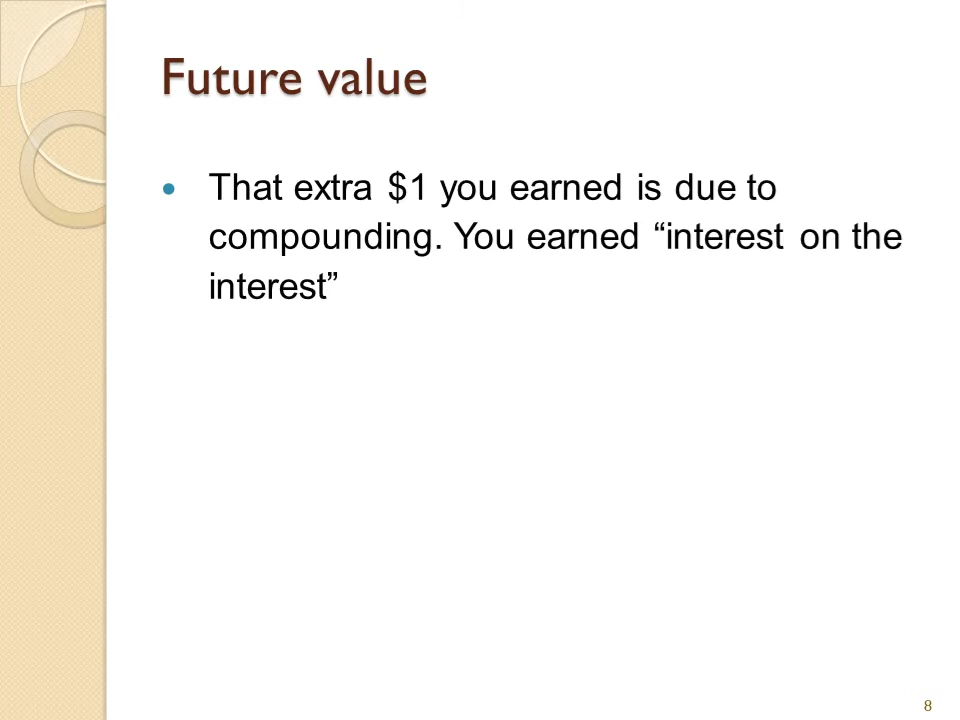 Future value
• That extra $1 you earned is due to
compounding. You earned “interest on the
interest”
8